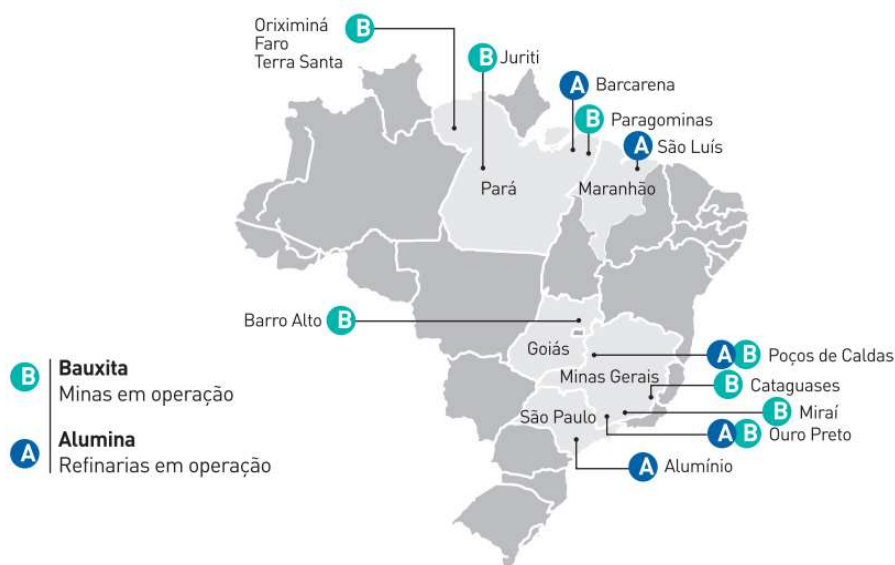 Oriximiná
Faro
Terra Santa
B
B Juriti
A Barcarena
B Paragominas
A São Luís
Pará
Maranhão
Barro Alto B
Goiás
A B Poços de Caldas
Minas Gerais
B Cataguases
São Paulo
B Miraí
A B Ouro Preto
A Alumínio
B Bauxita
Minas em operação
A Alumina
Refinarias em operação